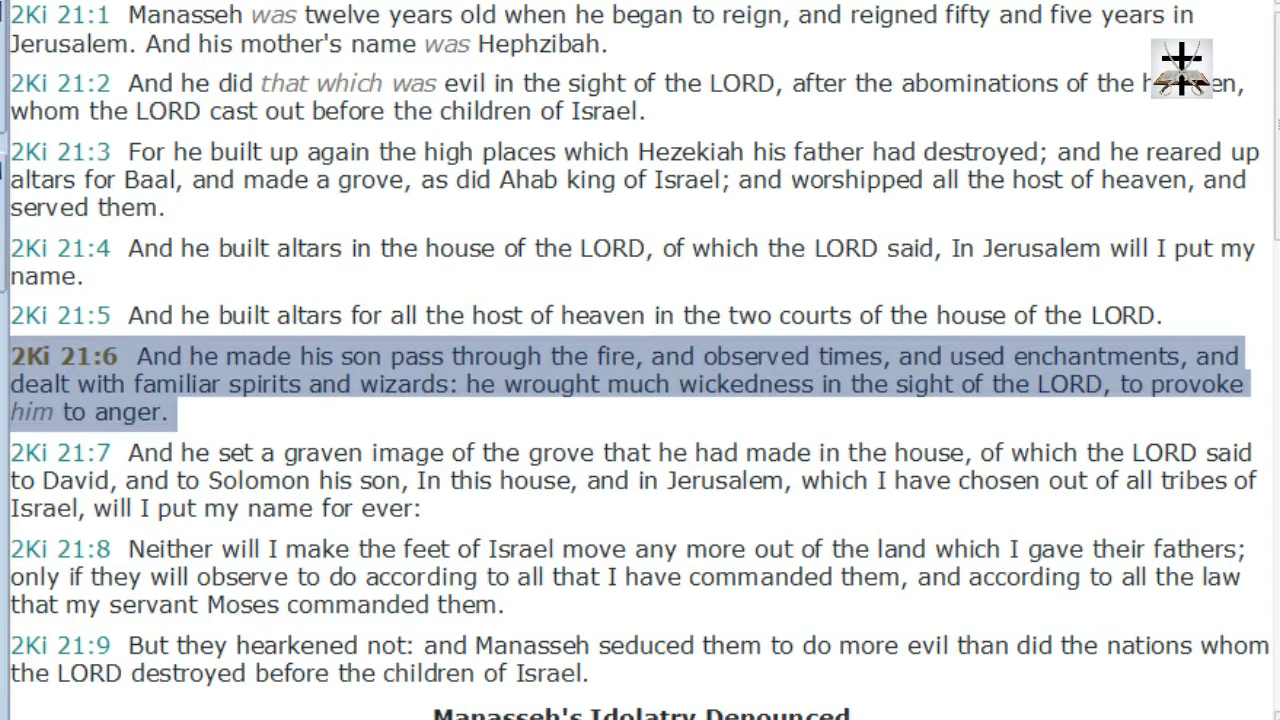 2Ki 21:1 Manasseh was twelve years old when he began to reign, and reigned fifty and five years in
Jerusalem. And his mother's name was Hephzibah.
2Ki 21:2 And he did that which was evil in the sight of the LORD, after the abominations of the h en,
whom the LORD cast out before the children of Israel.
2Ki 21:3 For he built up again the high places which Hezekiah his father had destroyed; and he reared up
altars for Baal, and made a grove, as did Ahab king of Israel; and worshipped all the host of heaven, and
served them.
2Ki 21:4 And he built altars in the house of the LORD, of which the LORD said, In Jerusalem will I put my
name.
2Ki 21:5 And he built altars for all the host of heaven in the two courts of the house of the LORD.
2Ki 21:6 And he made his son pass through the fire, and observed times, and used enchantments, and
dealt with familiar spirits and wizards: he wrought much wickedness in the sight of the LORD, to provoke
him to anger.
2Ki 21:7 And he set a graven image of the grove that he had made in the house, of which the LORD said
to David, and to Solomon his son, In this house, and in Jerusalem, which I have chosen out of all tribes of
Israel, will I put my name for ever:
2Ki 21:8 Neither will I make the feet of Israel move any more out of the land which I gave their fathers;
only if they will observe to do according to all that I have commanded them, and according to all the law
that my servant Moses commanded them.
2Ki 21:9 But they hearkened not: and Manasseh seduced them to do more evil than did the nations whom
the LORD destroyed before the children of Israel.
Manasseh's Idolatry Denounced